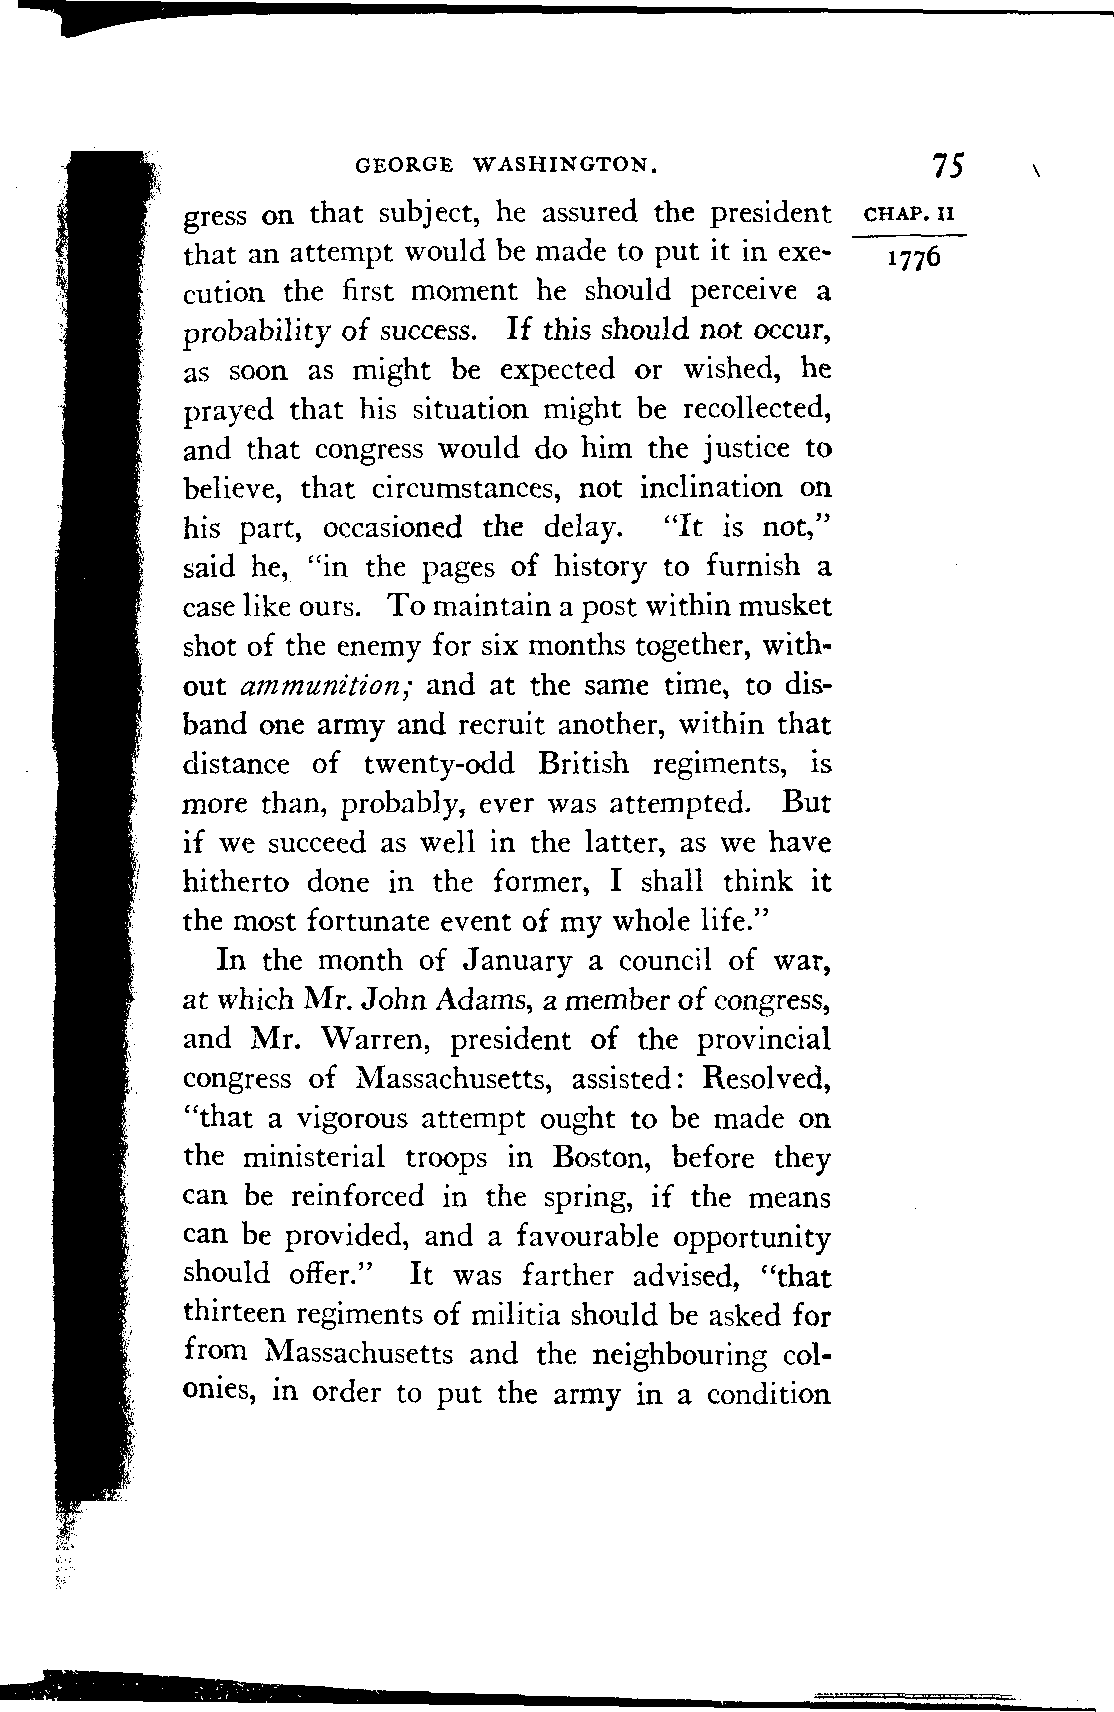 GEORGE WASHINGTON. 75
gress on that subject, he assured the president CHAP. II
that an attempt would be made to put it in exe- 1776
cution the first moment he should perceive a
probability of success. If this should not occur,
as soon as might be expected or wished, he
prayed that his situation might be recollected,
and that congress would do him the justice to
believe, that circumstances, not inclination on
his part, occasioned the delay. “It is not,”
said he, “in the pages of history to furnish a
case like ours. To maintain a post within musket
shot of the enemy for six months together, with-
out ammunition; and at the same time, to dis-
band one army and recruit another, within that
distance of twenty-odd British regiments, is
more than, probably, ever was attempted. But
if we succeed as well in the latter, as we have
hitherto done in the former, I shall think it
the most fortunate event of my whole life.”
In the month of January a council of war,
at which Mr. John Adams, a member of congress,
and Mr. Warren, president of the provincial
congress of Massachusetts, assisted: Resolved,
“that a vigorous attempt ought to be made on
the ministerial troops in Boston, before they
can be reinforced in the spring, if the means
can be provided, and a favourable opportunity
should offer.” It was farther advised, “that
thirteen regiments of militia should be asked for
from Massachusetts and the neighbouring col-
onies, in order to put the army in a condition